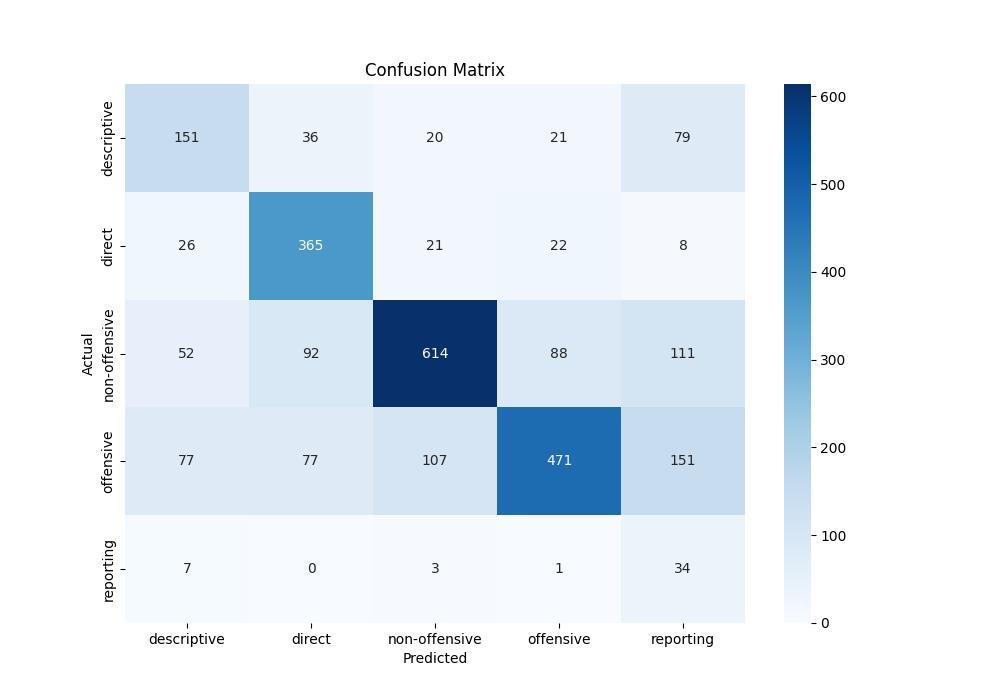 Confusion Matrix
Actual
descriptive 151 36 20 21 79
direct 26 365 21 22 8
non-offensive 52 92 614 88 111
offensive 77 77 107 471 151
reporting 7 0 3 1 34
descriptive direct non-offensive offensive reporting
Predicted
600
500
400
300
200
100
0